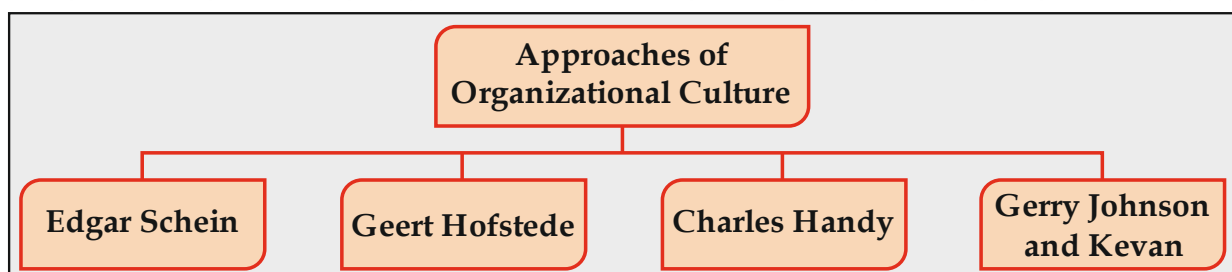 Approaches of
Organizational Culture
Edgar Schein
Geert Hofstede
Charles Handy
Gerry Johnson
and Kevan